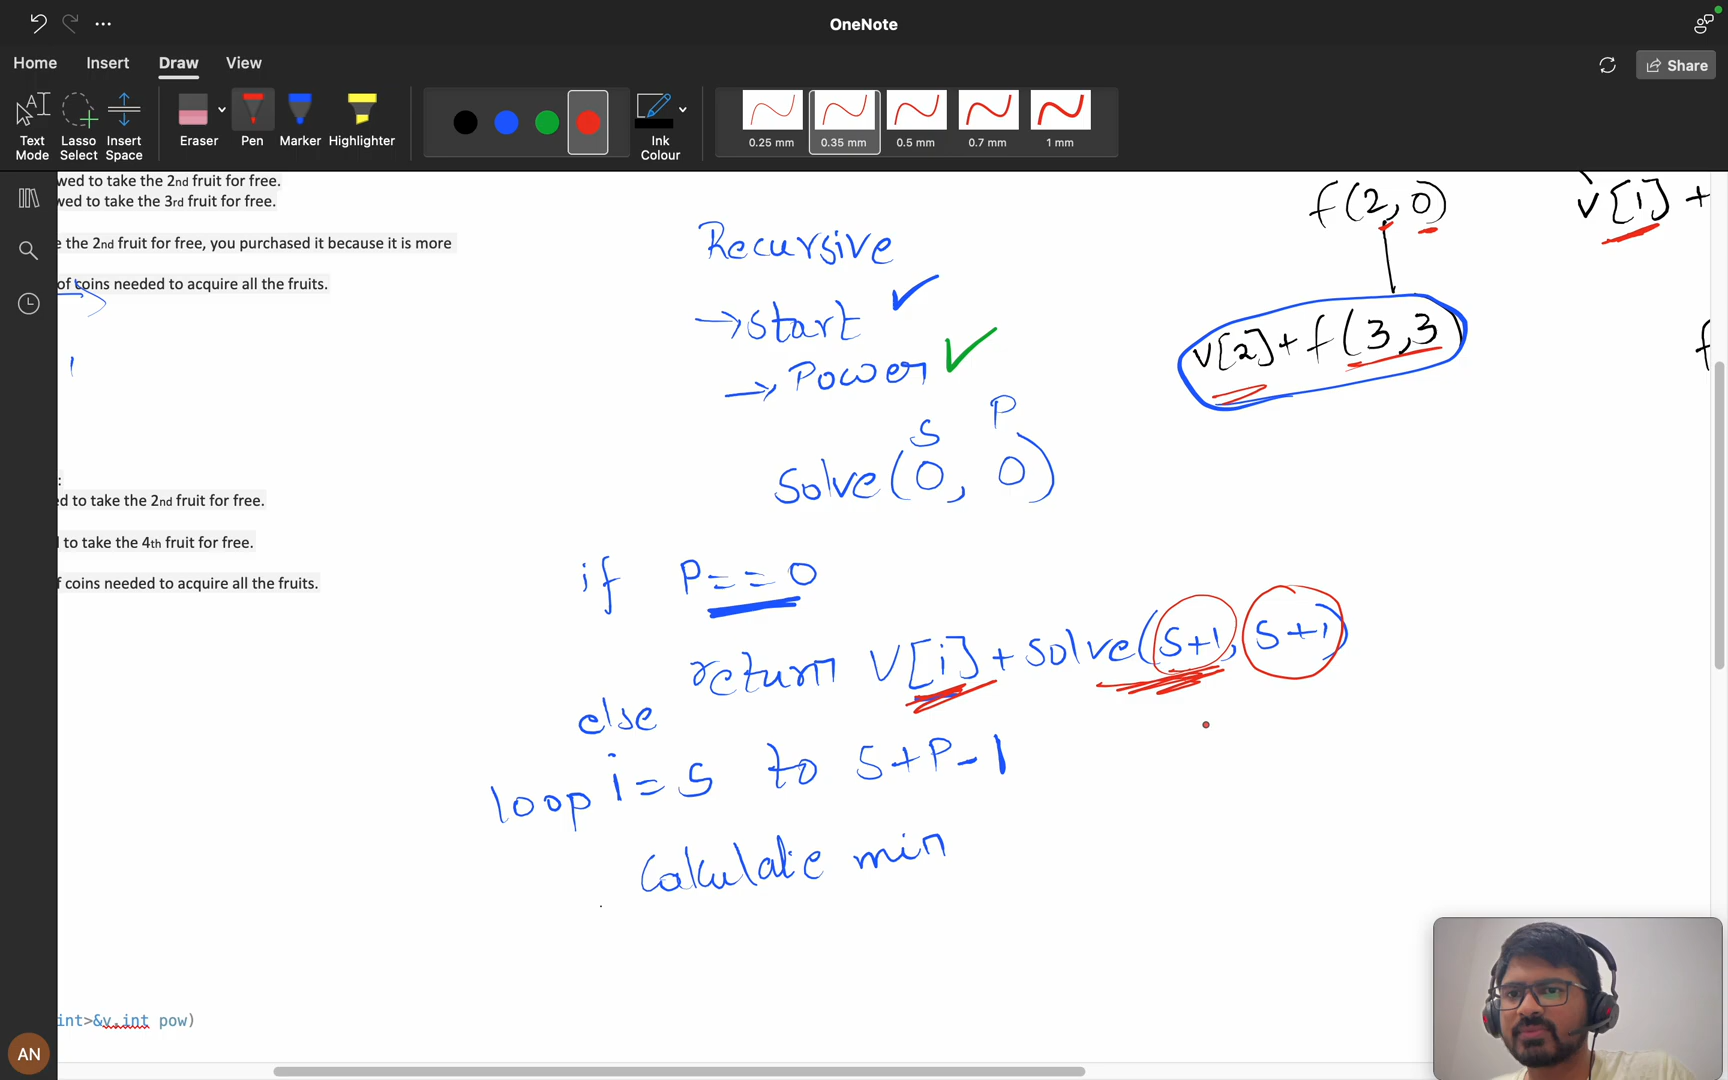 OneNote
Home Insert Draw View
Share
Text Mode
Lasso Select
Insert Space
Eraser
Pen
Marker
Highlighter
Ink Colour
0.25 mm
0.35 mm
0.5 mm
0.7 mm
1 mm
wed to take the 2nd fruit for free.
wed to take the 3rd fruit for free.
e the 2nd fruit for free, you purchased it because it is more
of coins needed to acquire all the fruits.
:
ed to take the 2nd fruit for free.
to take the 4th fruit for free.
f coins needed to acquire all the fruits.
int>&v,int pow)
Recursive
→ start ✓
→ Power ✓
S P
solve(0, 0)
if P==0
return V[i] + solve(S+1, S+1)
else
loop i=S to S+P-1
Calculate min
f(2,0)
v[2]+f(3,3)
v[i]+
f(
AN